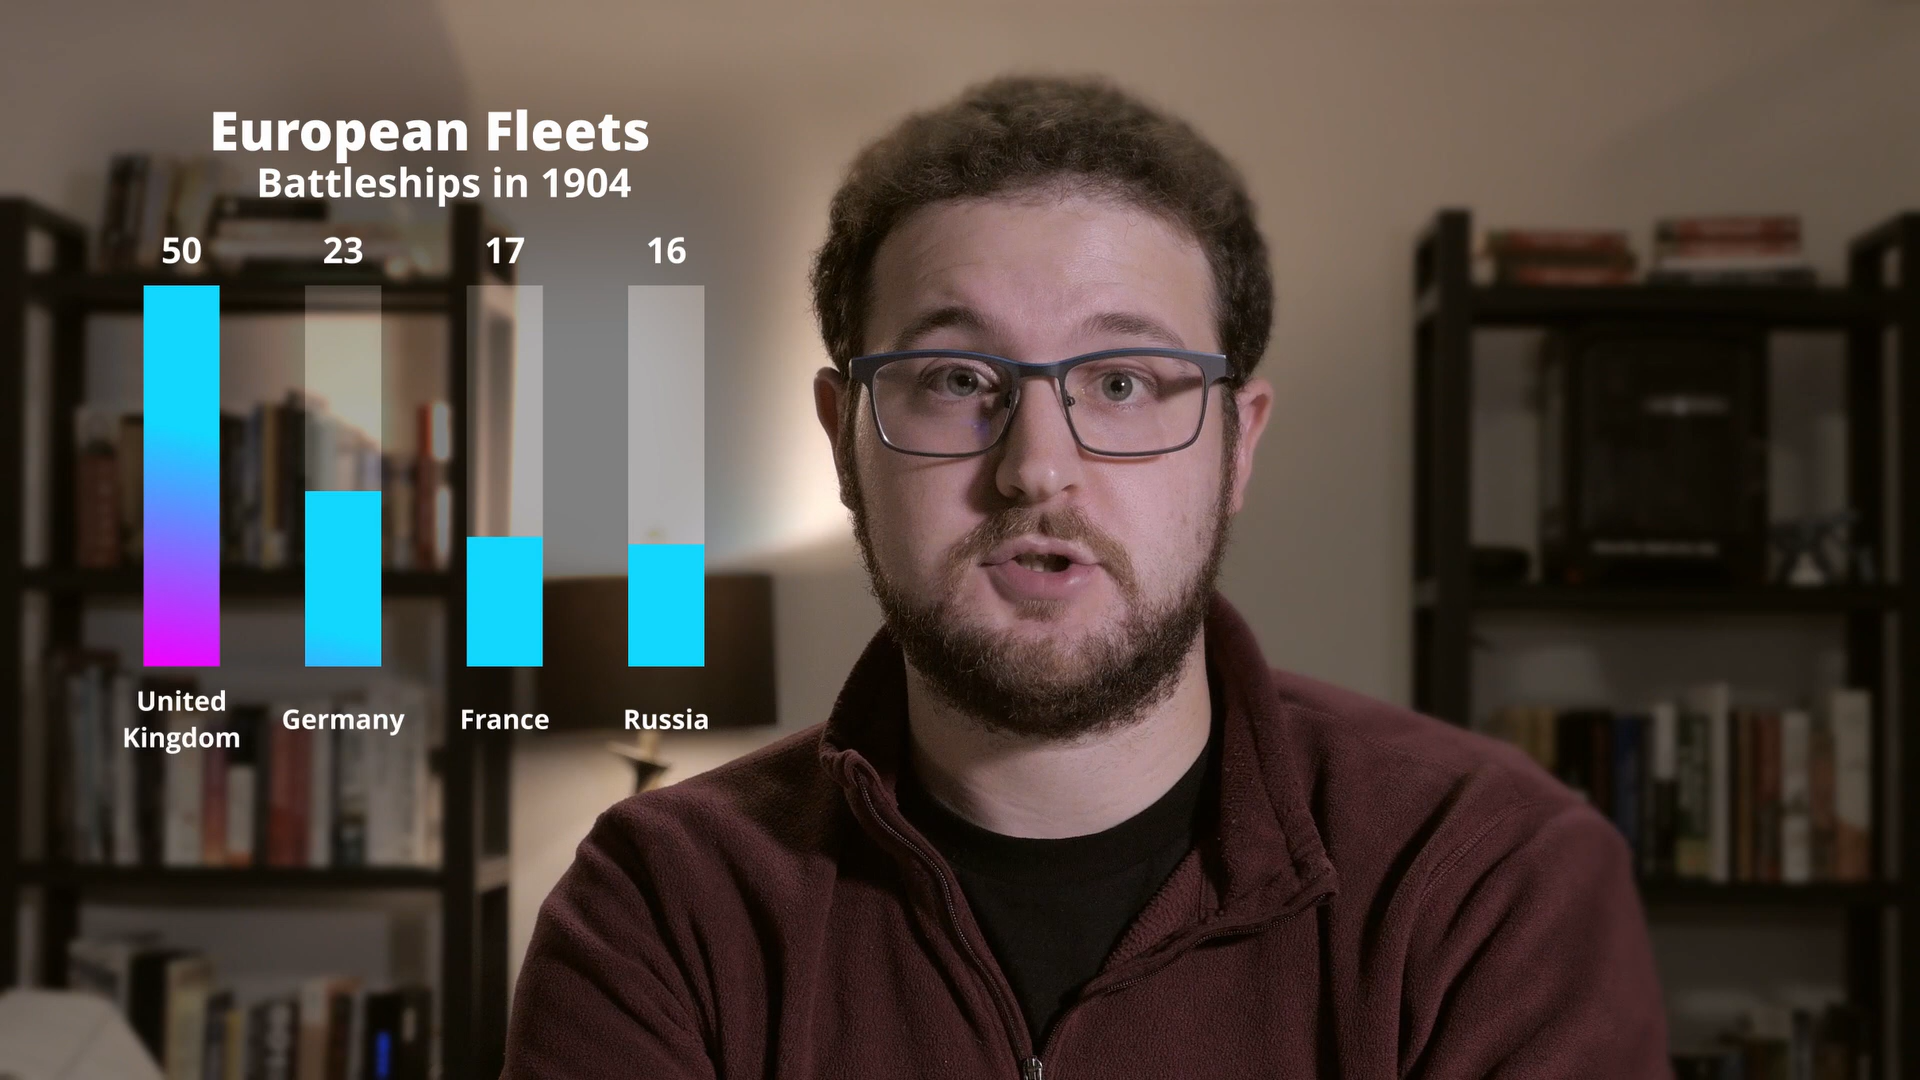 European Fleets
Battleships in 1904
50 23 17 16
United
Kingdom
Germany France Russia